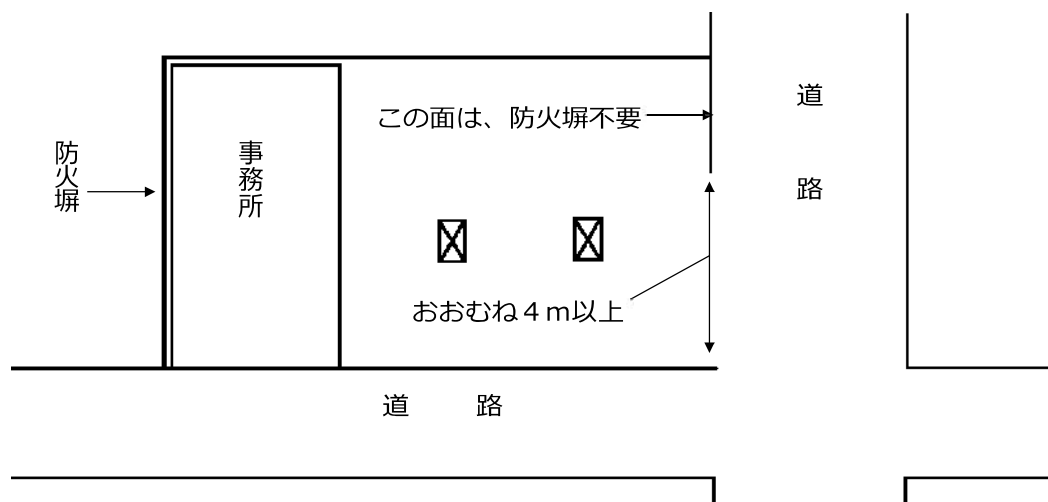 道路
この面は、防火塀不要
防火塀
事務所
おおむね4m以上
道 路